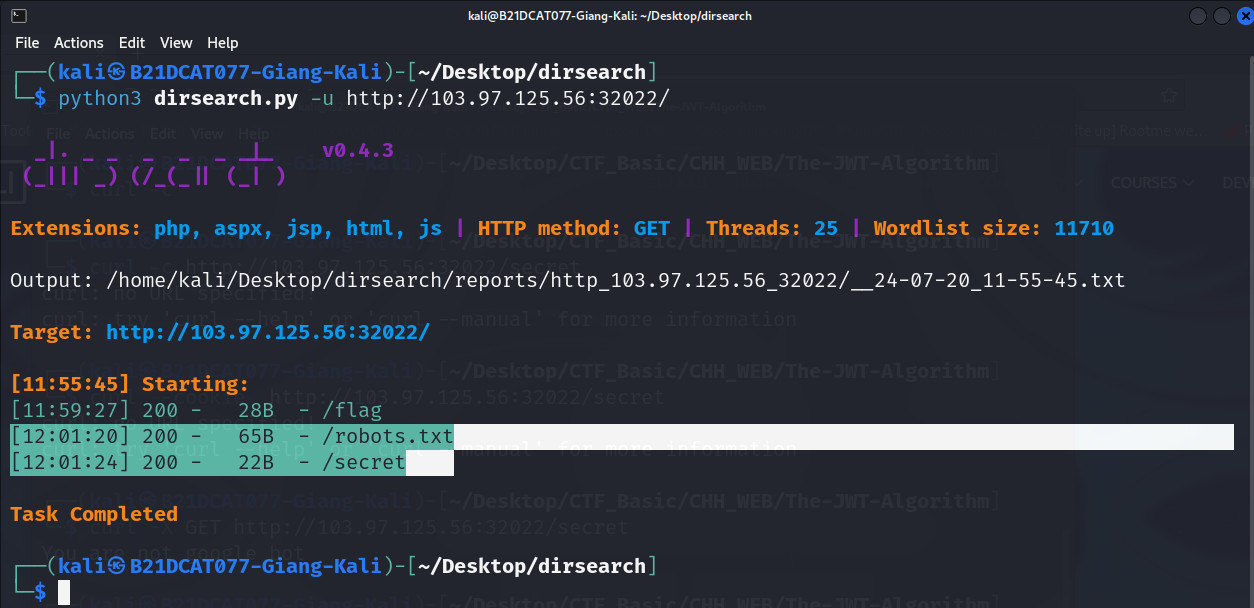 kali@B21DCAT077-Giang-Kali: ~/Desktop/dirsearch
File Actions Edit View Help
┌──(kali㉿B21DCAT077-Giang-Kali)-[~/Desktop/dirsearch]
└─$ python3 dirsearch.py -u http://103.97.125.56:32022/
dirsearch v0.4.3
Extensions: php, aspx, jsp, html, js | HTTP method: GET | Threads: 25 | Wordlist size: 11710
Output: /home/kali/Desktop/dirsearch/reports/http_103.97.125.56_32022/__24-07-20_11-55-45.txt
Target: http://103.97.125.56:32022/
[11:55:45] Starting:
[11:59:27] 200 - 28B - /flag
[12:01:20] 200 - 65B - /robots.txt
[12:01:24] 200 - 22B - /secret
Task Completed
┌──(kali㉿B21DCAT077-Giang-Kali)-[~/Desktop/dirsearch]
└─$